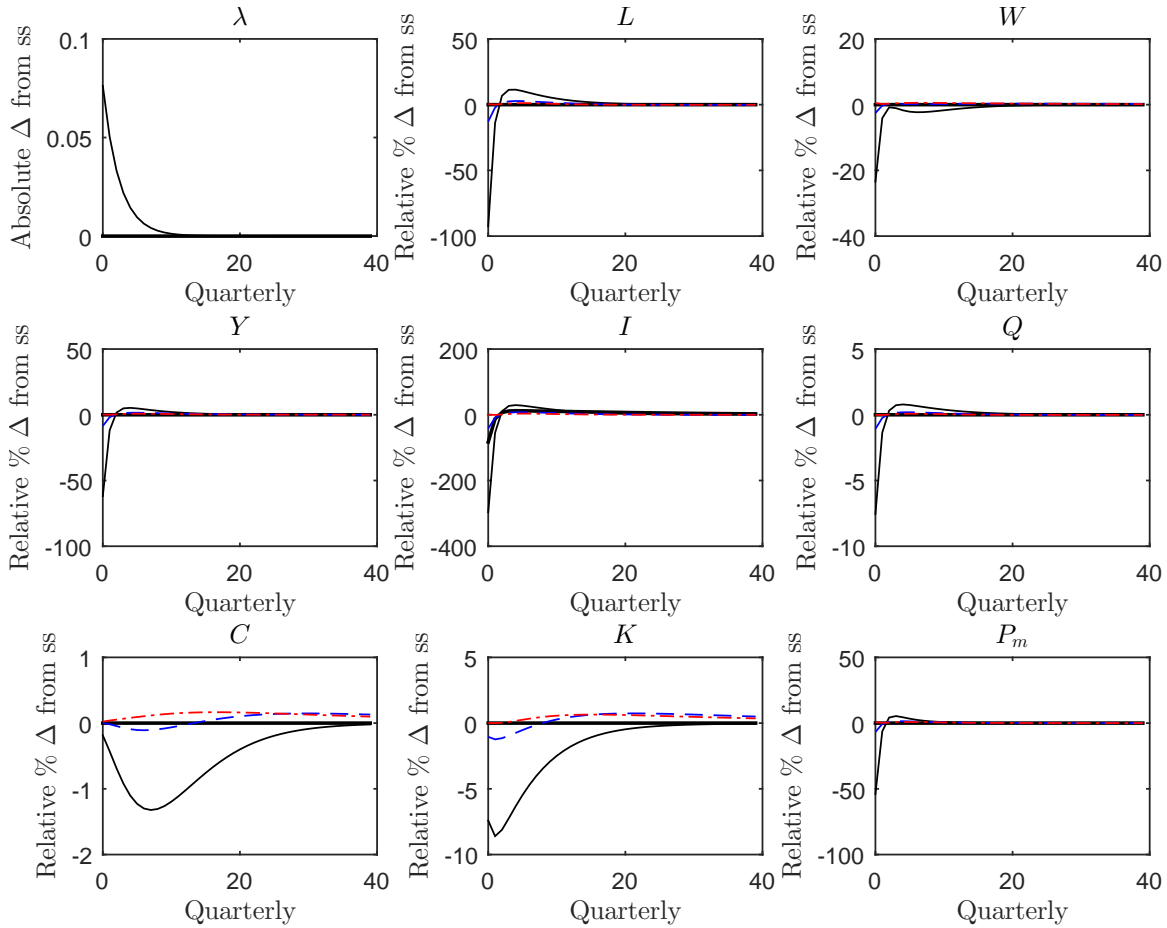 λ
L
W
Absolute Δ from ss
0.1
0.05
0
0
20
40
Quarterly
Relative % Δ from ss
50
0
-50
-100
0
20
40
Quarterly
Relative % Δ from ss
20
0
-20
-40
0
20
40
Quarterly
Y
I
Q
Relative % Δ from ss
50
0
-50
-100
0
20
40
Quarterly
Relative % Δ from ss
200
0
-200
-400
0
20
40
Quarterly
Relative % Δ from ss
5
0
-5
-10
0
20
40
Quarterly
C
K
P_m
Relative % Δ from ss
1
0
-1
-2
0
20
40
Quarterly
Relative % Δ from ss
5
0
-5
-10
0
20
40
Quarterly
Relative % Δ from ss
50
0
-50
-100
0
20
40
Quarterly